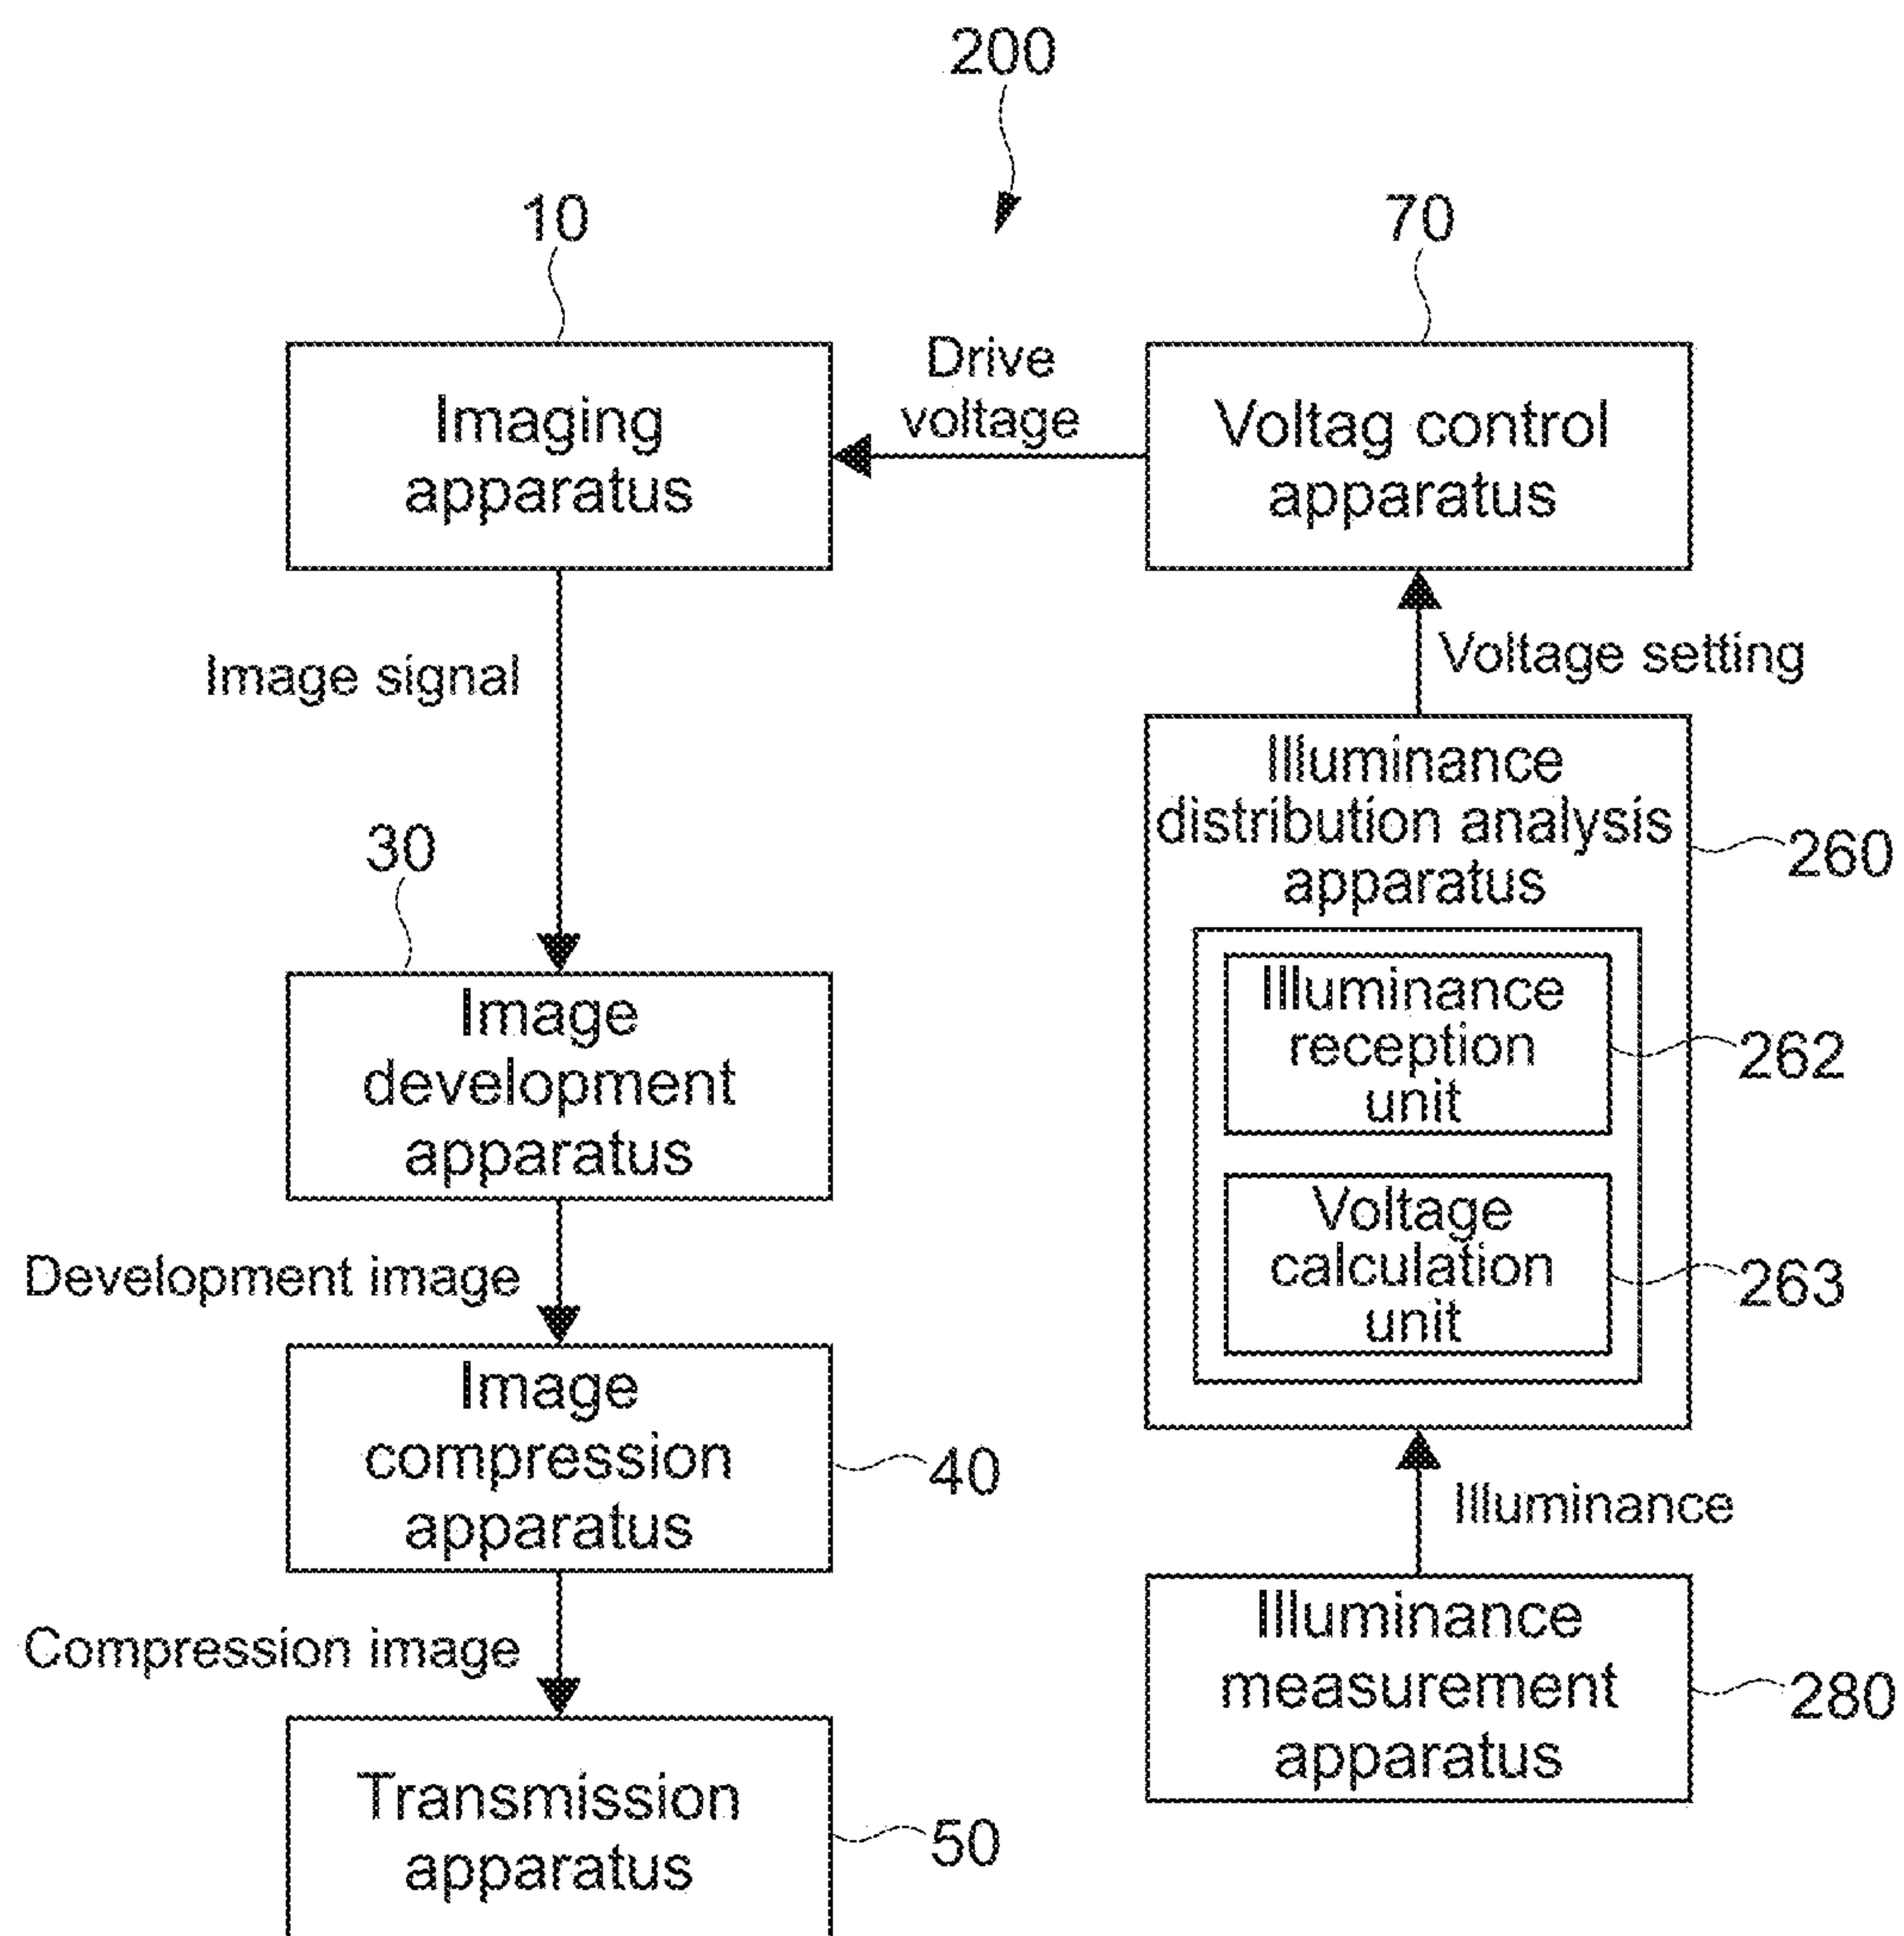 200
10
70
Imaging
apparatus
Drive
voltage
Voltag control
apparatus
Image signal
Voltage setting
30
Illuminance
distribution analysis
apparatus
260
Illuminance
reception
unit
262
Image
development
apparatus
Voltage
calculation
unit
263
Development image
Image
compression
apparatus
40
Illuminance
Compression image
Illuminance
measurement
apparatus
280
Transmission
apparatus
50